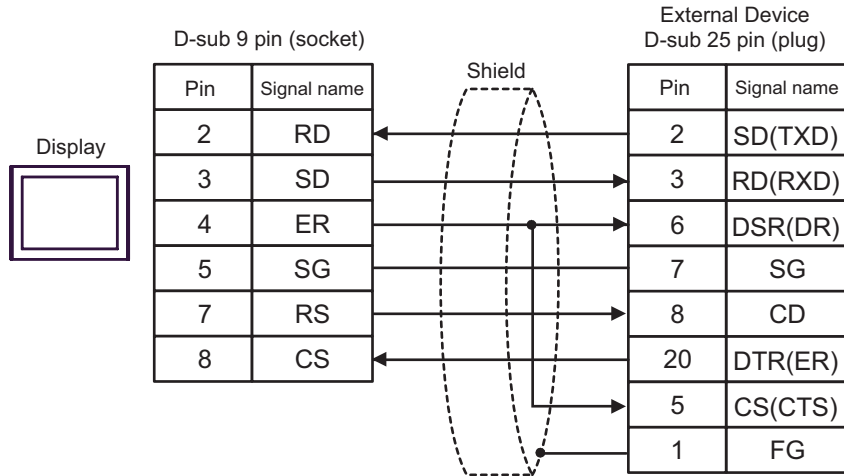 External Device
D-sub 9 pin (socket)
D-sub 25 pin (plug)
Shield
Display
Pin Signal name
2 RD
3 SD
4 ER
5 SG
7 RS
8 CS
Pin Signal name
2 SD(TXD)
3 RD(RXD)
6 DSR(DR)
7 SG
8 CD
20 DTR(ER)
5 CS(CTS)
1 FG